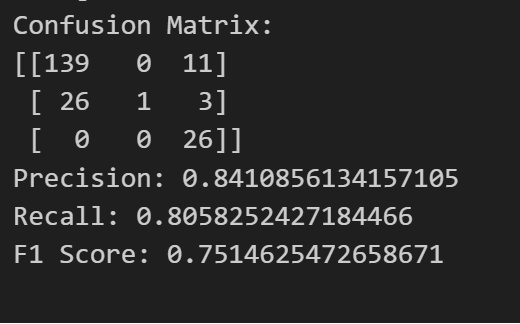 Confusion Matrix:
[[139   0  11]
 [ 26   1   3]
 [  0   0  26]]
Precision: 0.8410856134157105
Recall: 0.8058252427184466
F1 Score: 0.7514625472658671